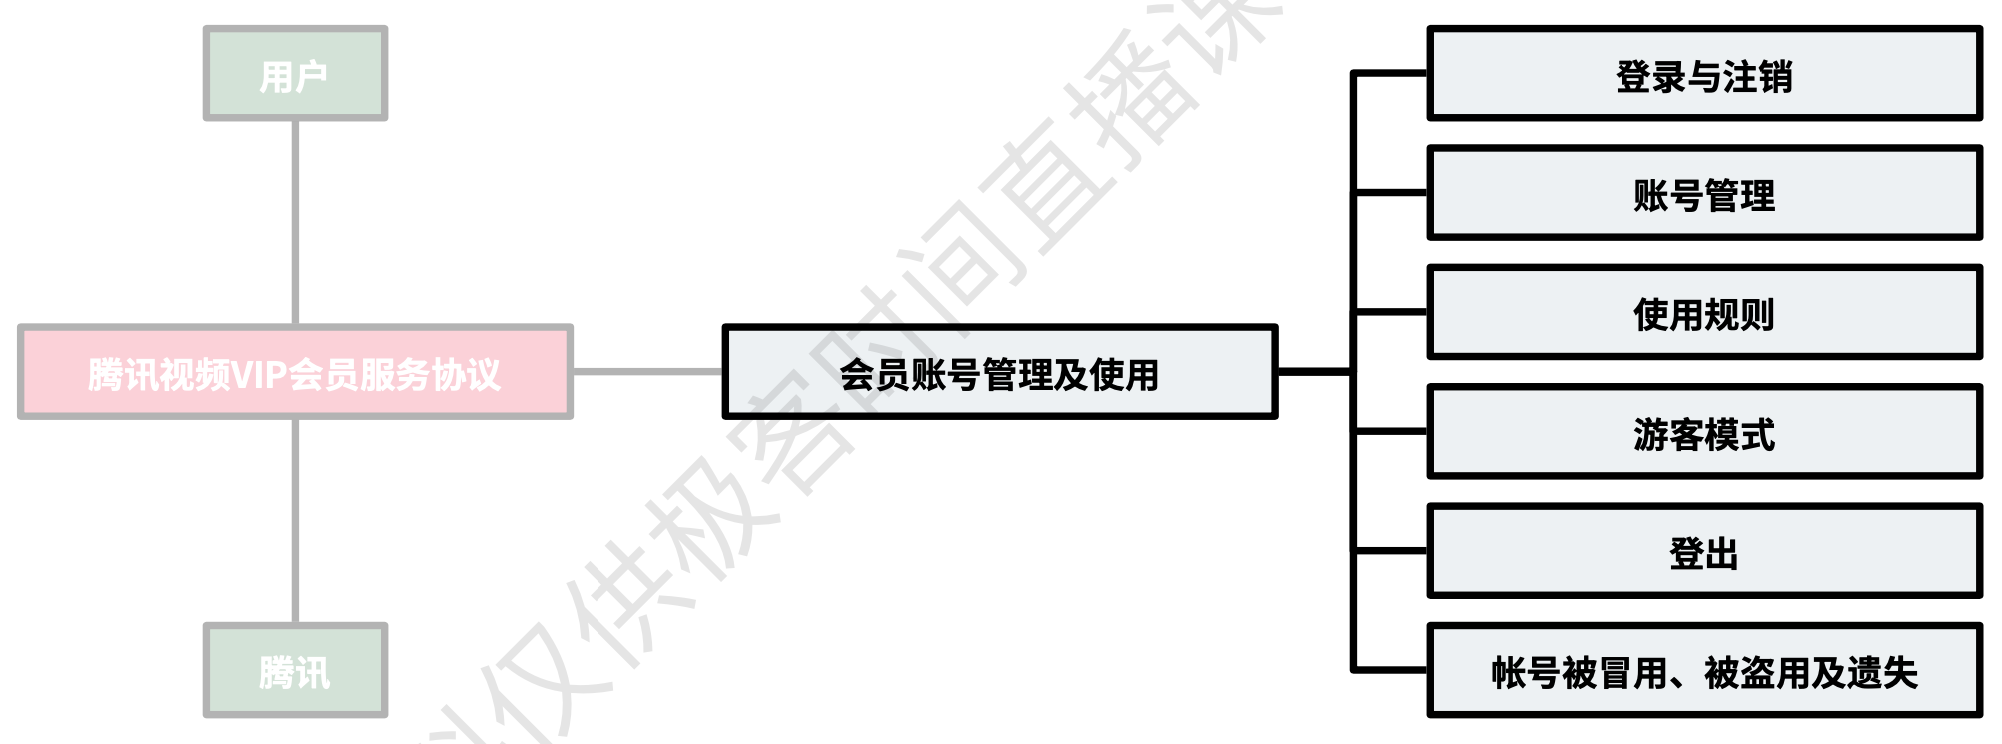 用户
腾讯视频VIP会员服务协议
腾讯
会员账号管理及使用
登录与注销
账号管理
使用规则
游客模式
登出
帐号被冒用、被盗用及遗失
料仅供极客时间直播课